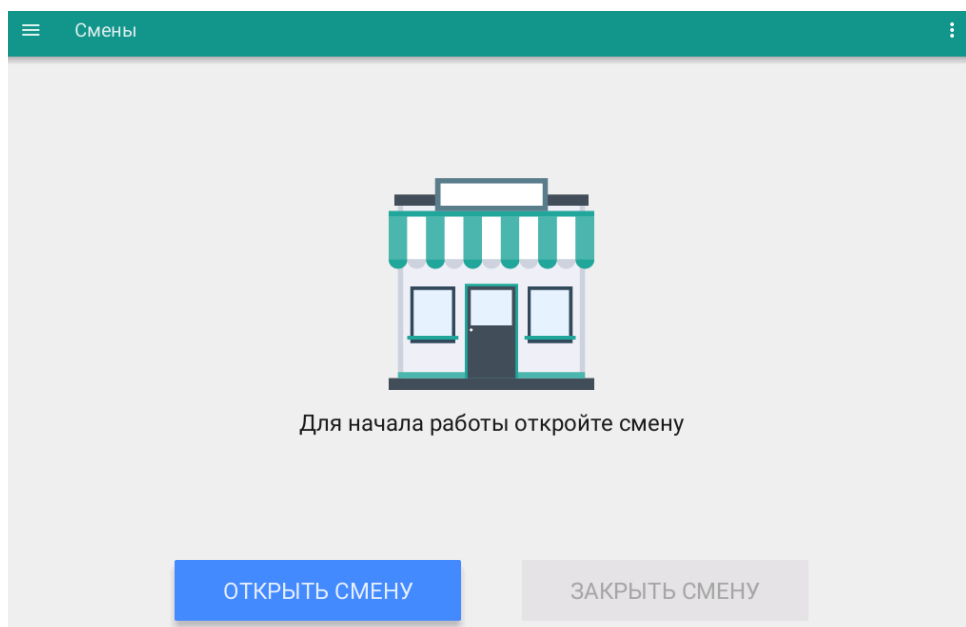 Смены
Для начала работы откройте смену
ОТКРЫТЬ СМЕНУ
ЗАКРЫТЬ СМЕНУ